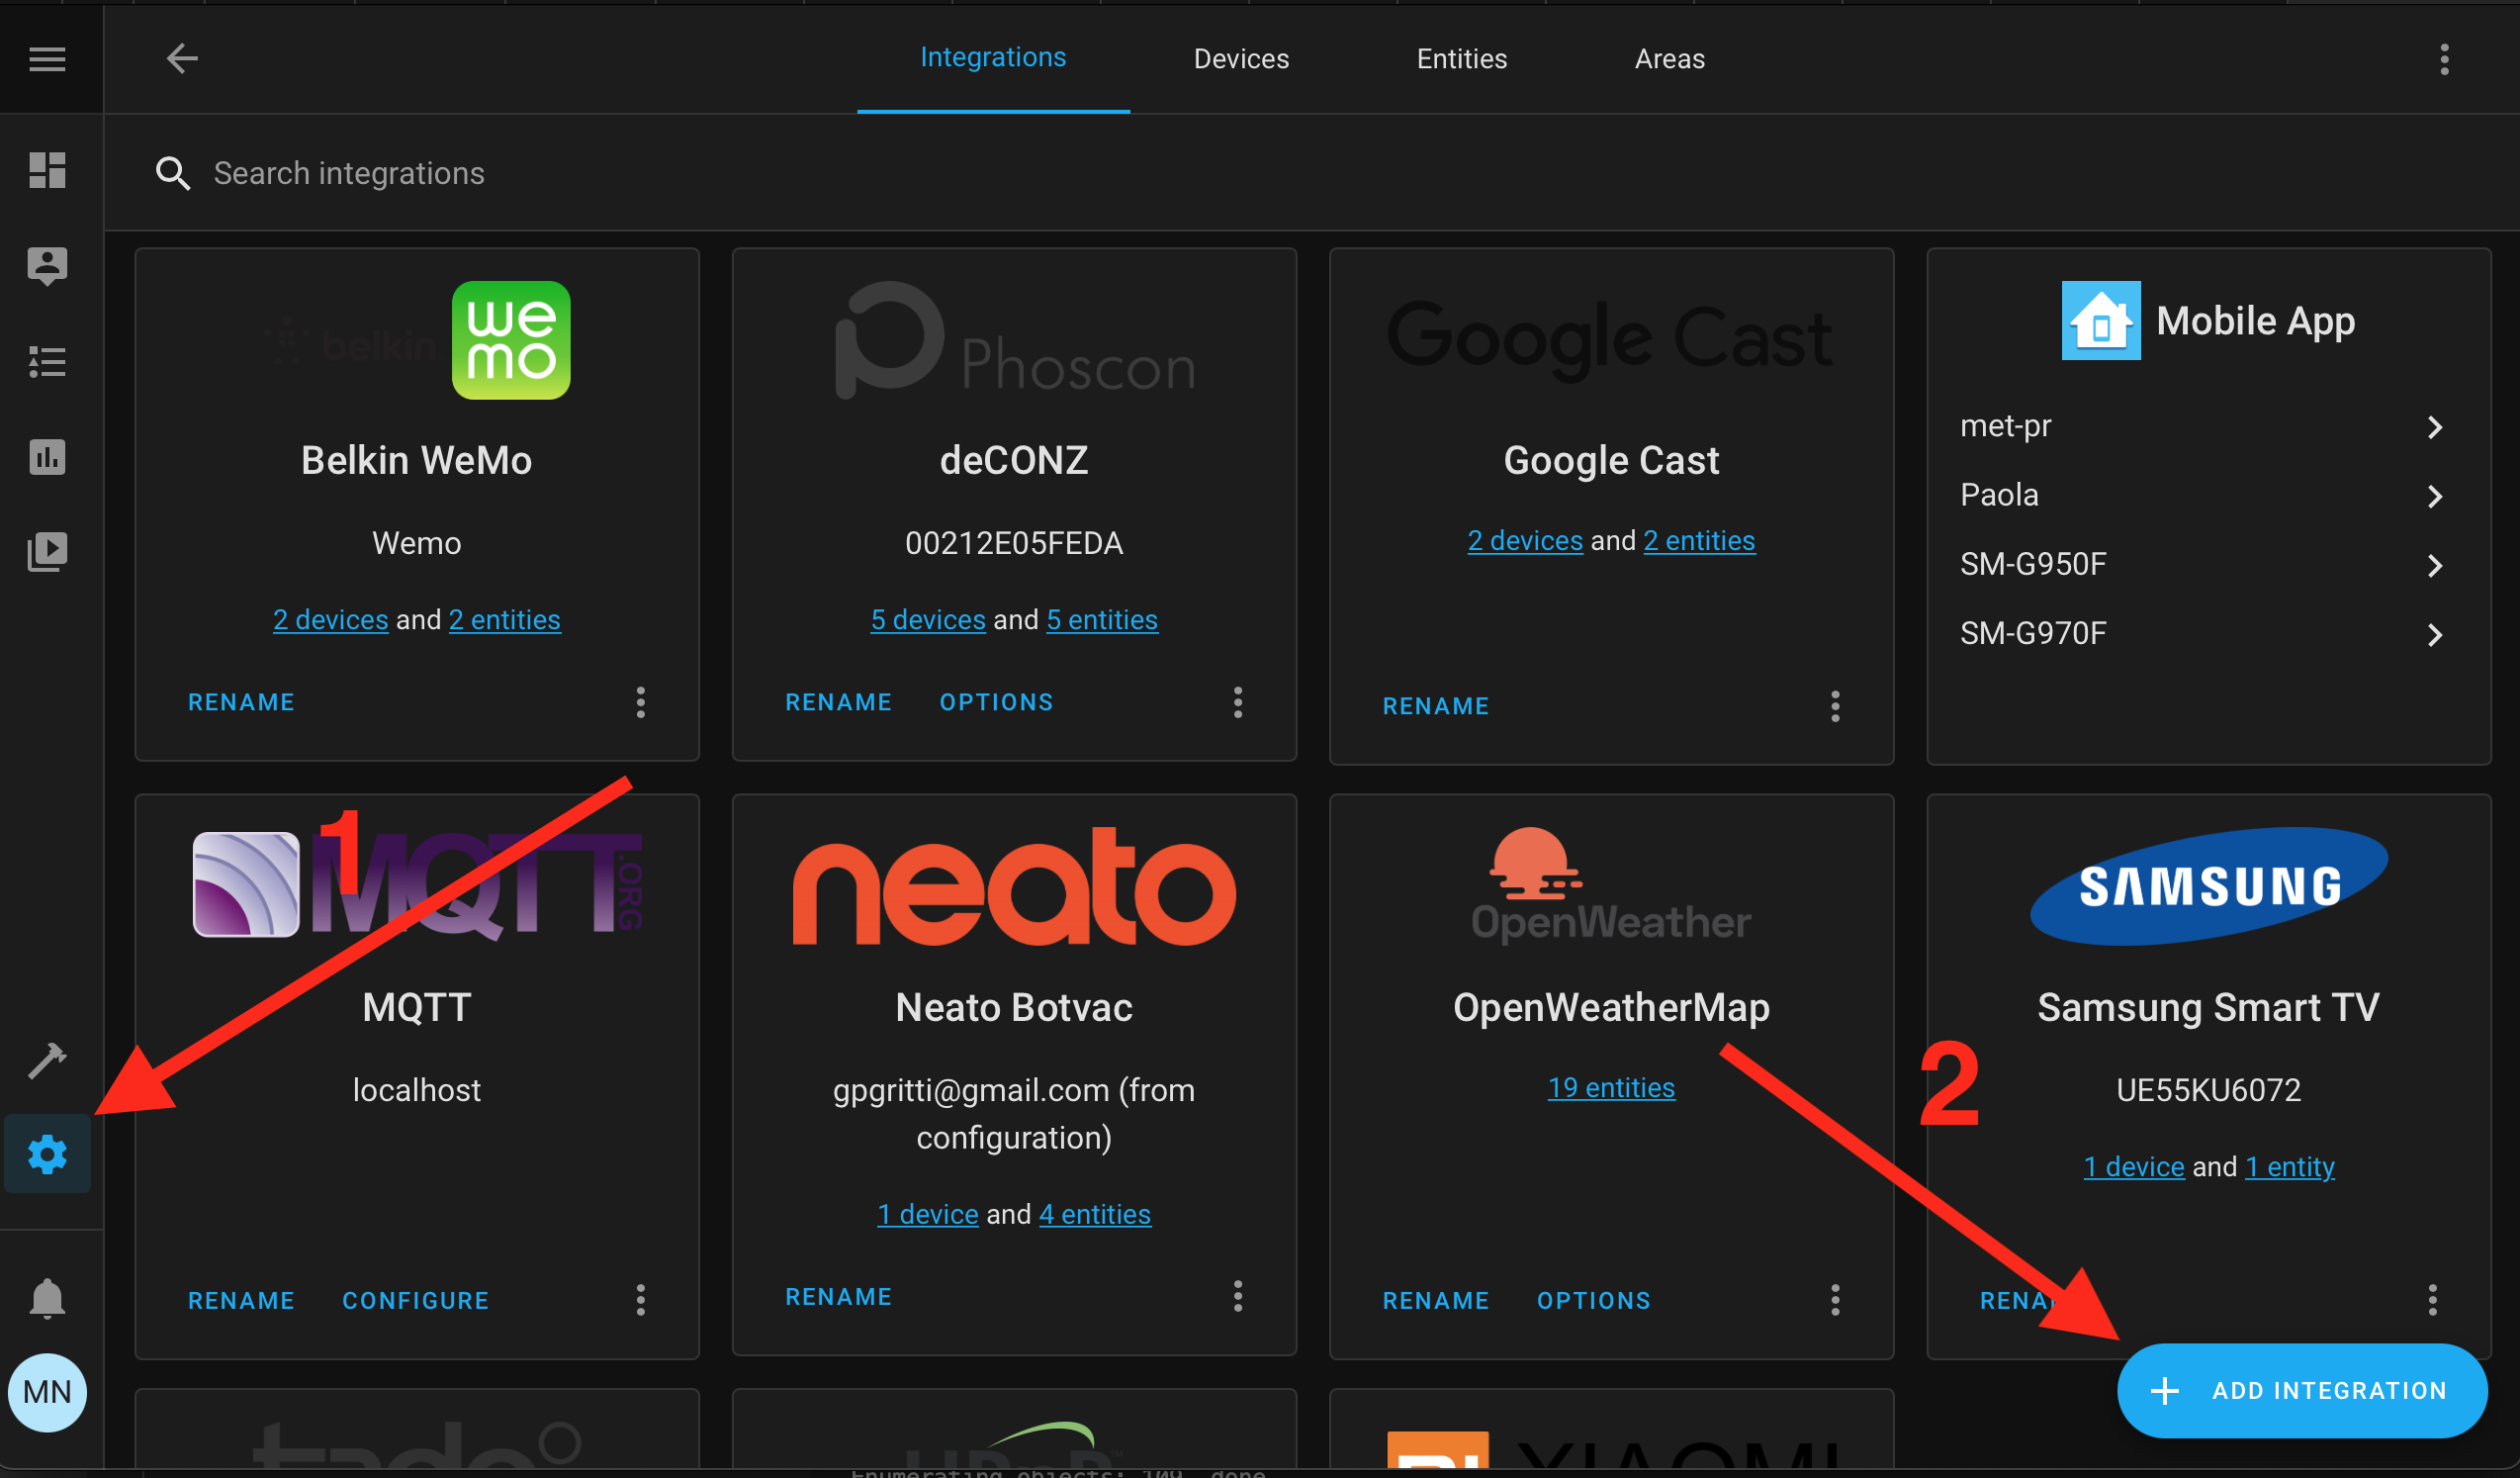 Integrations
Devices
Entities
Areas
Search integrations
belkin
we
mo
Belkin WeMo
Wemo
2 devices and 2 entities
RENAME
Phoscon
deCONZ
00212E05FEDA
5 devices and 5 entities
RENAME OPTIONS
Google Cast
Google Cast
2 devices and 2 entities
RENAME
Mobile App
met-pr
Paola
SM-G950F
SM-G970F
1
MQTT.ORG
MQTT
localhost
RENAME CONFIGURE
neato
Neato Botvac
gpgritti@gmail.com (from
configuration)
1 device and 4 entities
RENAME
OpenWeather
OpenWeatherMap
19 entities
RENAME OPTIONS
SAMSUNG
Samsung Smart TV
2
UE55KU6072
1 device and 1 entity
ADD INTEGRATION
MN
tado
UPnP
XIAOMI